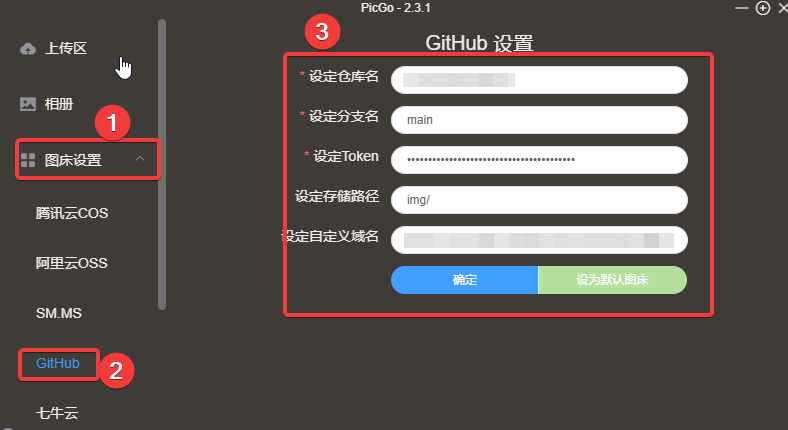 PicGo - 2.3.1
上传区
相册
1
图床设置
腾讯云COS
阿里云OSS
SM.MS
GitHub
2
七牛云
3
GitHub 设置
* 设定仓库名
* 设定分支名
main
* 设定Token
设定存储路径
img/
设定自定义域名
确定
设为默认图床